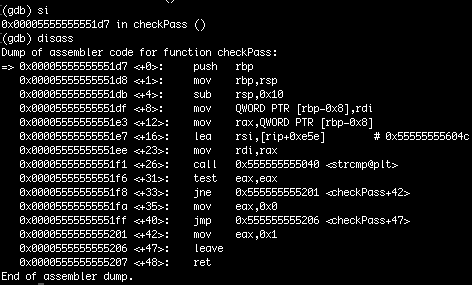 (gdb) si
0x00005555555551d7 in checkPass ()
(gdb) disass
Dump of assembler code for function checkPass:
=> 0x00005555555551d7 <+0>: push rbp
0x00005555555551d8 <+1>: mov rbp,rsp
0x00005555555551db <+4>: sub rsp,0x10
0x00005555555551df <+8>: mov QWORD PTR [rbp-0x8],rdi
0x00005555555551e3 <+12>: mov rax,QWORD PTR [rbp-0x8]
0x00005555555551e7 <+16>: lea rsi,[rip+0xe5e] # 0x55555555604c
0x00005555555551ee <+23>: mov rdi,rax
0x00005555555551f1 <+26>: call 0x555555555040 <strcmp@plt>
0x00005555555551f6 <+31>: test eax,eax
0x00005555555551f8 <+33>: jne 0x555555555201 <checkPass+42>
0x00005555555551fa <+35>: mov eax,0x0
0x00005555555551ff <+40>: jmp 0x555555555206 <checkPass+47>
0x0000555555555201 <+42>: mov eax,0x1
0x0000555555555206 <+47>: leave
0x0000555555555207 <+48>: ret
End of assembler dump.